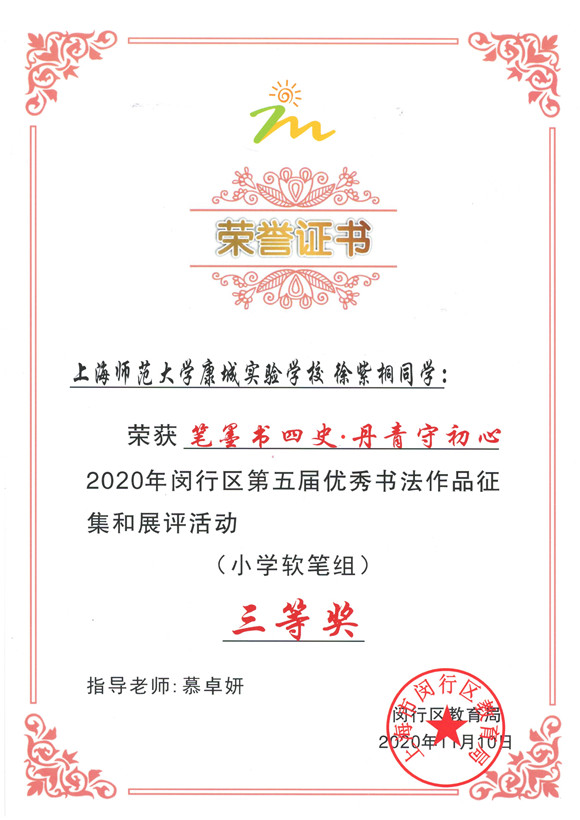 荣誉证书
上海师范大学康城实验学校 徐紫桐同学：
荣获 笔墨书四史·丹青守初心
2020年闵行区第五届优秀书法作品征
集和展评活动
（小学软笔组）
三等奖
指导老师：慕卓妍
闵行区教育局
2020年11月10日
上海市闵行区教育局